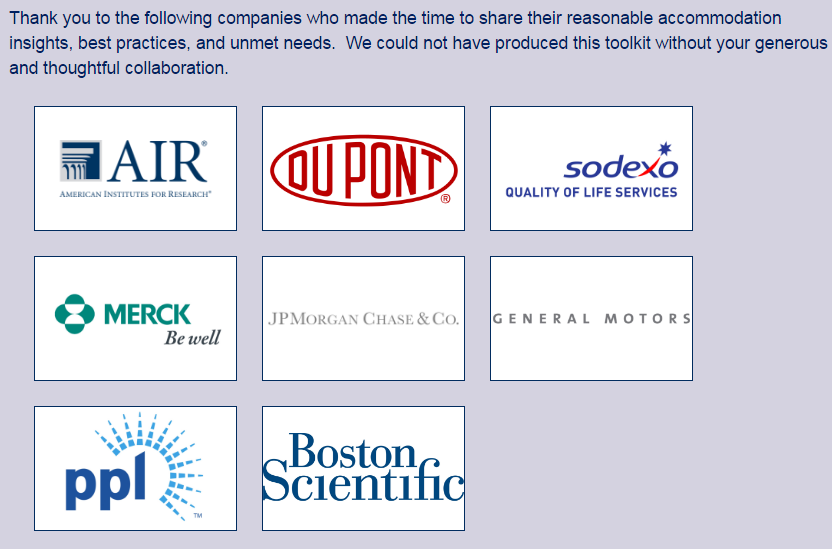 Thank you to the following companies who made the time to share their reasonable accommodation
insights, best practices, and unmet needs.  We could not have produced this toolkit without your generous
and thoughtful collaboration.
AIR®
AMERICAN INSTITUTES FOR RESEARCH®
DUPONT®
sodexo
QUALITY OF LIFE SERVICES
MERCK
Be well
JPMORGAN CHASE & CO.
GENERAL MOTORS
ppl TM
Boston
Scientific